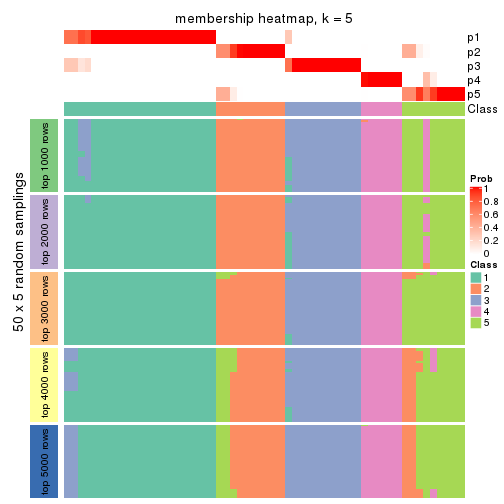 membership heatmap, k = 5
p1
p2
p3
p4
p5
Class
50 x 5 random samplings
top 1000 rows
top 2000 rows
top 3000 rows
top 4000 rows
top 5000 rows
Prob
1
0.8
0.6
0.4
0.2
0
Class
1
2
3
4
5